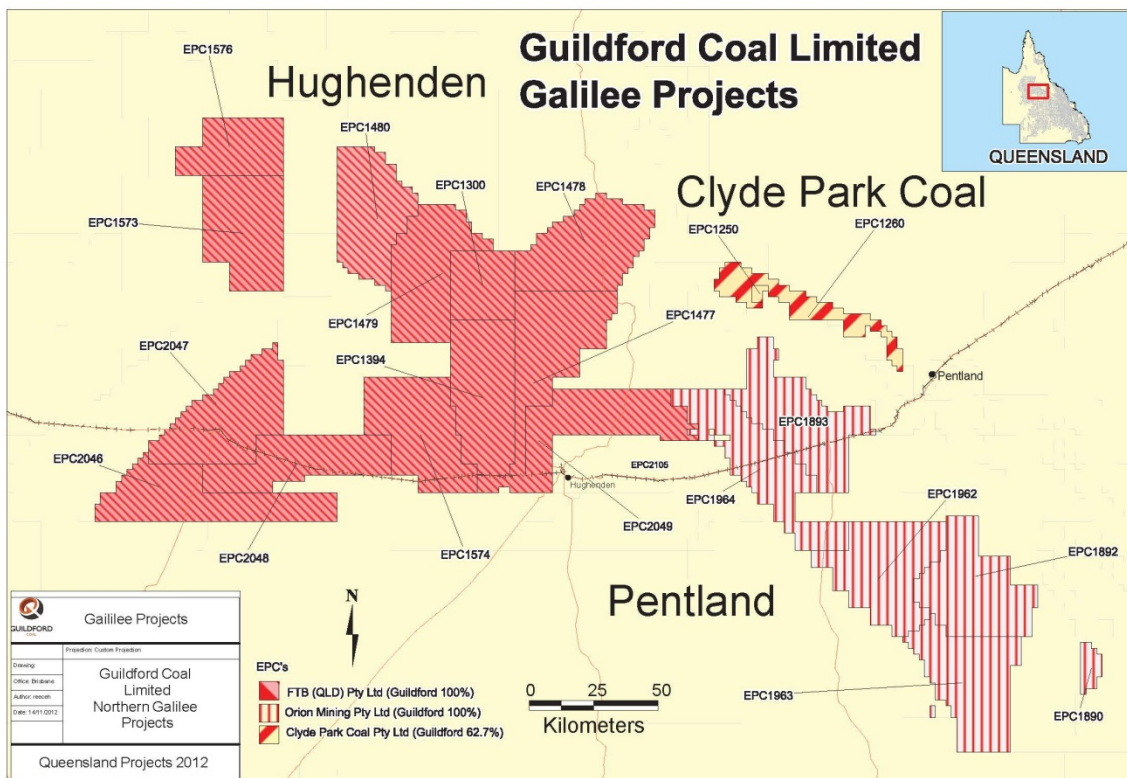 Guildford Coal Limited
Galilee Projects
Hughenden
Clyde Park Coal
Pentland
QUEENSLAND
EPC1576
EPC1480
EPC1300
EPC1478
EPC1573
EPC1250
EPC1260
EPC1479
EPC1477
EPC2047
EPC1394
Pentland
EPC1893
EPC2046
EPC2105
Hughenden
EPC1964
EPC1962
EPC2049
EPC2048
EPC1574
EPC1892
EPC1963
EPC1890
N
0 25 50
Kilometers
EPC's
FTB (QLD) Pty Ltd (Guildford 100%)
Orion Mining Pty Ltd (Guildford 100%)
Clyde Park Coal Pty Ltd (Guildford 62.7%)
GUILDFORD
COAL
Gaililee Projects
Projection: Custom Projection
Drawing:
Office: Brisbane
Author: reeceh
Date: 14/11/2012
Guildford Coal
Limited
Northern Galilee
Projects
Queensland Projects 2012